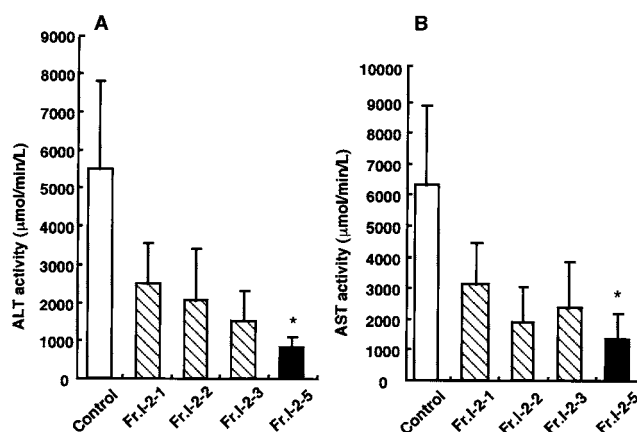 A
ALT activity (µmol/min/L)
9000
8000
7000
6000
5000
4000
3000
2000
1000
0
*
Control
Fr.I-2-1
Fr.I-2-2
Fr.I-2-3
Fr.I-2-5
B
AST activity (µmol/min/L)
10000
9000
8000
7000
6000
5000
4000
3000
2000
1000
0
*
Control
Fr.I-2-1
Fr.I-2-2
Fr.I-2-3
Fr.I-2-5